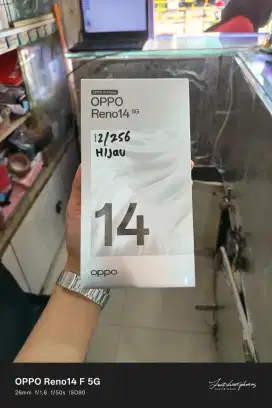 OPPO
Reno14 5G
12/256
Hijau
14
oppo
OPPO Reno14 F 5G
26mm f/1.8 1/50s ISO80